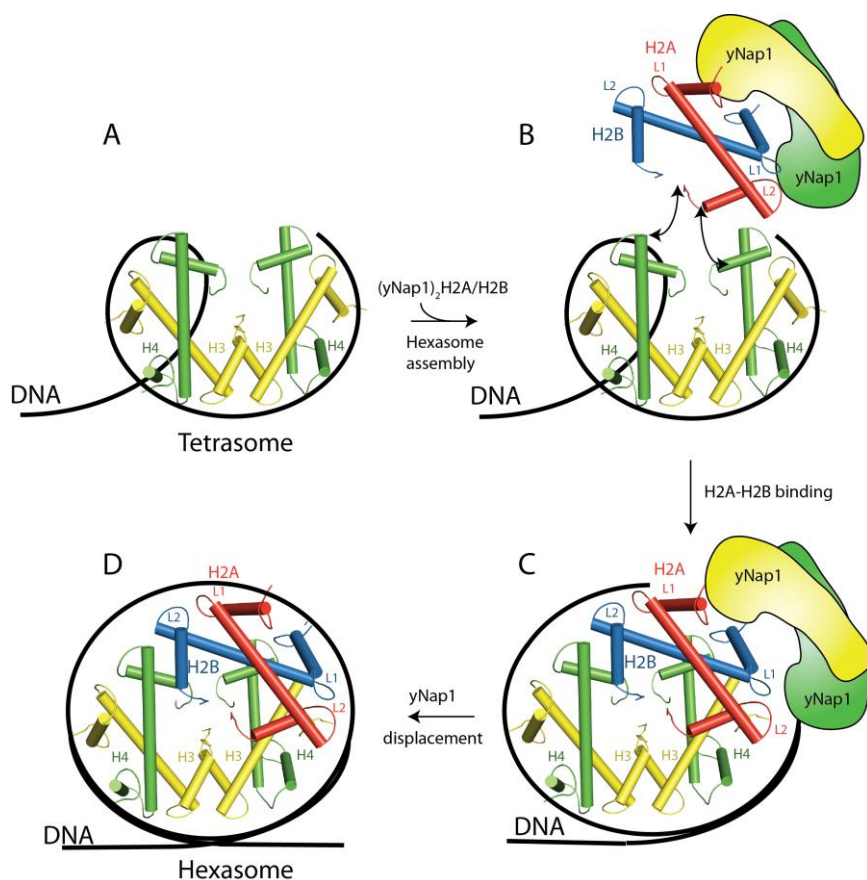 A
H4
H3
H3
H4
DNA
Tetrasome
(yNap1)₂H2A/H2B
Hexasome
assembly
B
H2A
L1
yNap1
L2
H2B
L1
yNap1
L2
H4
H3
H3
H4
DNA
H2A-H2B binding
C
H2A
L1
yNap1
L2
H2B
L1
yNap1
L2
H4
H3
H3
H4
DNA
yNap1
displacement
D
H2A
L1
L2
H2B
L1
L2
H4
H3
H3
H4
DNA
Hexasome